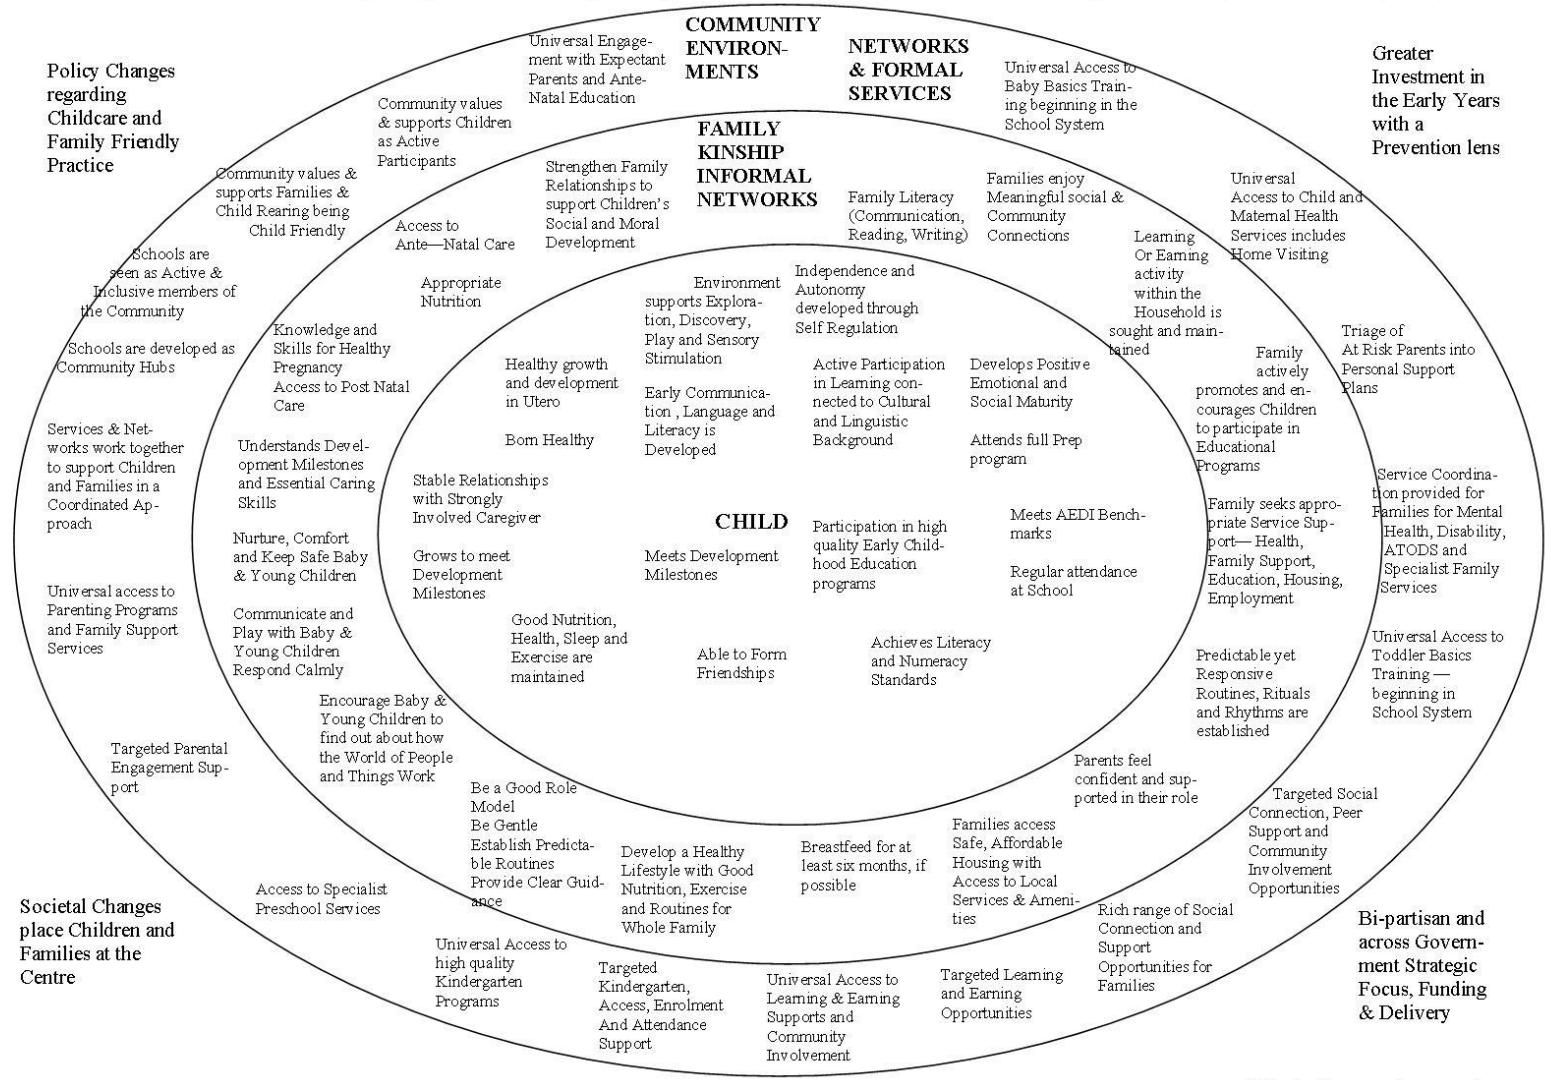 COMMUNITY
ENVIRON-
MENTS
NETWORKS
& FORMAL
SERVICES
Policy Changes
regarding
Childcare and
Family Friendly
Practice
Greater
Investment in
the Early Years
with a
Prevention lens
Universal Engage-
ment with Expectant
Parents and Ante-
Natal Education
Universal Access to
Baby Basics Train-
ing beginning in the
School System
Community values
& supports Children
as Active
Participants
Community values &
supports Families &
Child Rearing being
Child Friendly
Schools are
seen as Active &
Inclusive members of
the Community
Schools are developed as
Community Hubs
Services & Net-
works work together
to support Children
and Families in a
Coordinated Ap-
proach
Universal access to
Parenting Programs
and Family Support
Services
Targeted Parental
Engagement Sup-
port
Access to Specialist
Preschool Services
Universal Access to
high quality
Kindergarten
Programs
Targeted
Kindergarten,
Access, Enrolment
And Attendance
Support
Universal Access to
Learning & Earning
Supports and
Community
Involvement
Targeted Learning
and Earning
Opportunities
Rich range of Social
Connection and
Support
Opportunities for
Families
Targeted Social
Connection, Peer
Support and
Community
Involvement
Opportunities
Universal Access to
Toddler Basics
Training —
beginning in
School System
Service Coordina-
tion provided for
Families for Mental
Health, Disability,
ATODS and
Specialist Family
Services
Triage of
At Risk Parents into
Personal Support
Plans
Universal
Access to Child and
Maternal Health
Services includes
Home Visiting
FAMILY
KINSHIP
INFORMAL
NETWORKS
Strengthen Family
Relationships to
support Children's
Social and Moral
Development
Family Literacy
(Communication,
Reading, Writing)
Families enjoy
Meaningful social &
Community
Connections
Learning
Or Earning
activity
within the
Household is
sought and main-
tained
Family
actively
promotes and en-
courages Children
to participate in
Educational
Programs
Family seeks appro-
priate Service Sup-
port— Health,
Family Support,
Education, Housing,
Employment
Predictable yet
Responsive
Routines, Rituals
and Rhythms are
established
Parents feel
confident and sup-
ported in their role
Families access
Safe, Affordable
Housing with
Access to Local
Services & Ameni-
ties
Breastfeed for at
least six months, if
possible
Develop a Healthy
Lifestyle with Good
Nutrition, Exercise
and Routines for
Whole Family
Be a Good Role
Model
Be Gentle
Establish Predicta-
ble Routines
Provide Clear Guid-
ance
Encourage Baby &
Young Children to
find out about how
the World of People
and Things Work
Communicate and
Play with Baby &
Young Children
Respond Calmly
Nurture, Comfort
and Keep Safe Baby
& Young Children
Understands Devel-
opment Milestones
and Essential Caring
Skills
Knowledge and
Skills for Healthy
Pregnancy
Access to Post Natal
Care
Appropriate
Nutrition
Access to
Ante—Natal Care
Environment
supports Explora-
tion, Discovery,
Play and Sensory
Stimulation
Independence and
Autonomy
developed through
Self Regulation
Healthy growth
and development
in Utero
Born Healthy
Early Communica-
tion , Language and
Literacy is
Developed
Active Participation
in Learning con-
nected to Cultural
and Linguistic
Background
Develops Positive
Emotional and
Social Maturity
Attends full Prep
program
Stable Relationships
with Strongly
Involved Caregiver
CHILD
Grows to meet
Development
Milestones
Meets Development
Milestones
Participation in high
quality Early Child-
hood Education
programs
Meets AEDI Bench-
marks
Regular attendance
at School
Good Nutrition,
Health, Sleep and
Exercise are
maintained
Able to Form
Friendships
Achieves Literacy
and Numeracy
Standards
Societal Changes
place Children and
Families at the
Centre
Bi-partisan and
across Govern-
ment Strategic
Focus, Funding
& Delivery